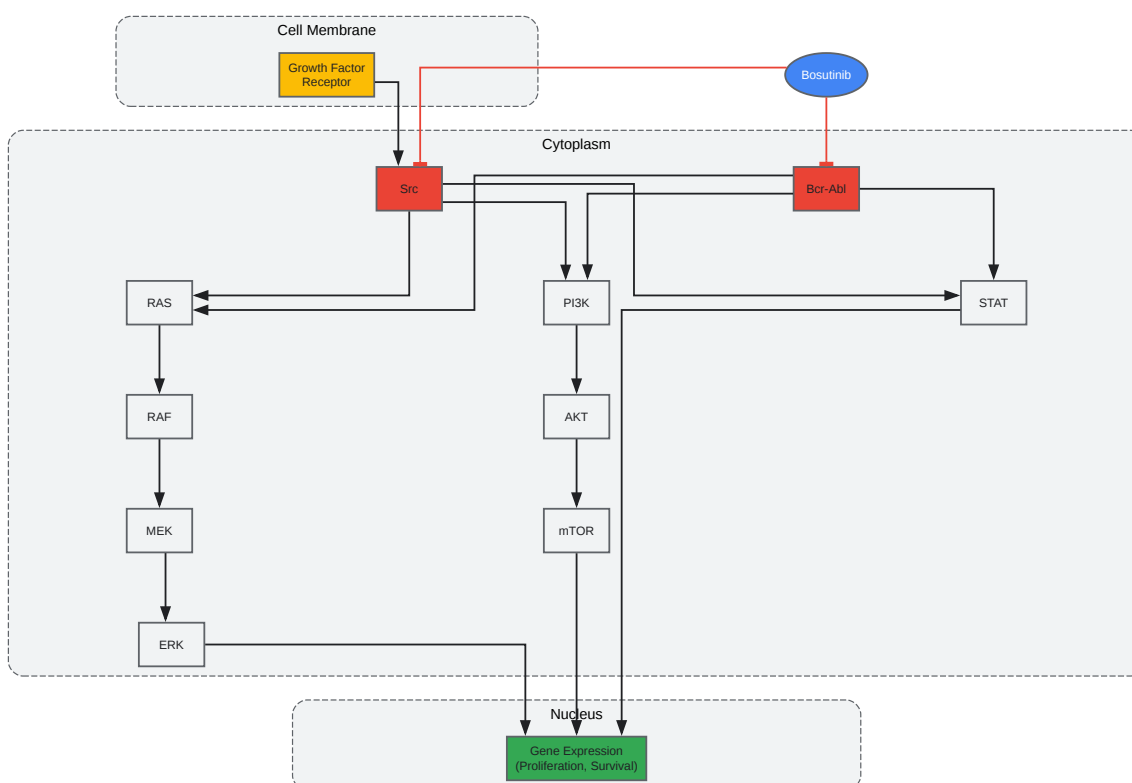 Cell Membrane
Growth Factor
Receptor
Bosutinib
Cytoplasm
Src
Bcr-Abl
RAS
PI3K
STAT
RAF
AKT
MEK
mTOR
ERK
Nucleus
Gene Expression
(Proliferation, Survival)